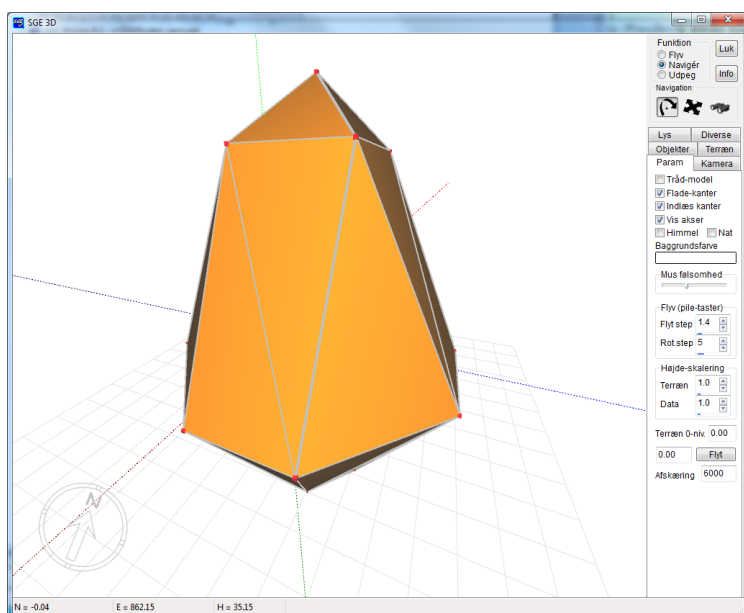 SGE 3D
Funktion
Flyv
Navigér
Udpeg
Luk
Info
Navigation
Lys Diverse
Objekter Terræn
Param Kamera
Tråd-model
Flade-kanter
Indlæs kanter
Vis akser
Himmel Nat
Baggrundsfarve
Mus følsomhed
Flyv (pile-taster)
Flyt step 1.4
Rot.step 5
Højde-skalering
Terræn 1.0
Data 1.0
Terræn 0-niv. 0.00
0.00 Flyt
Afskæring 6000
N
N = -0.04 E = 862.15 H = 35.15